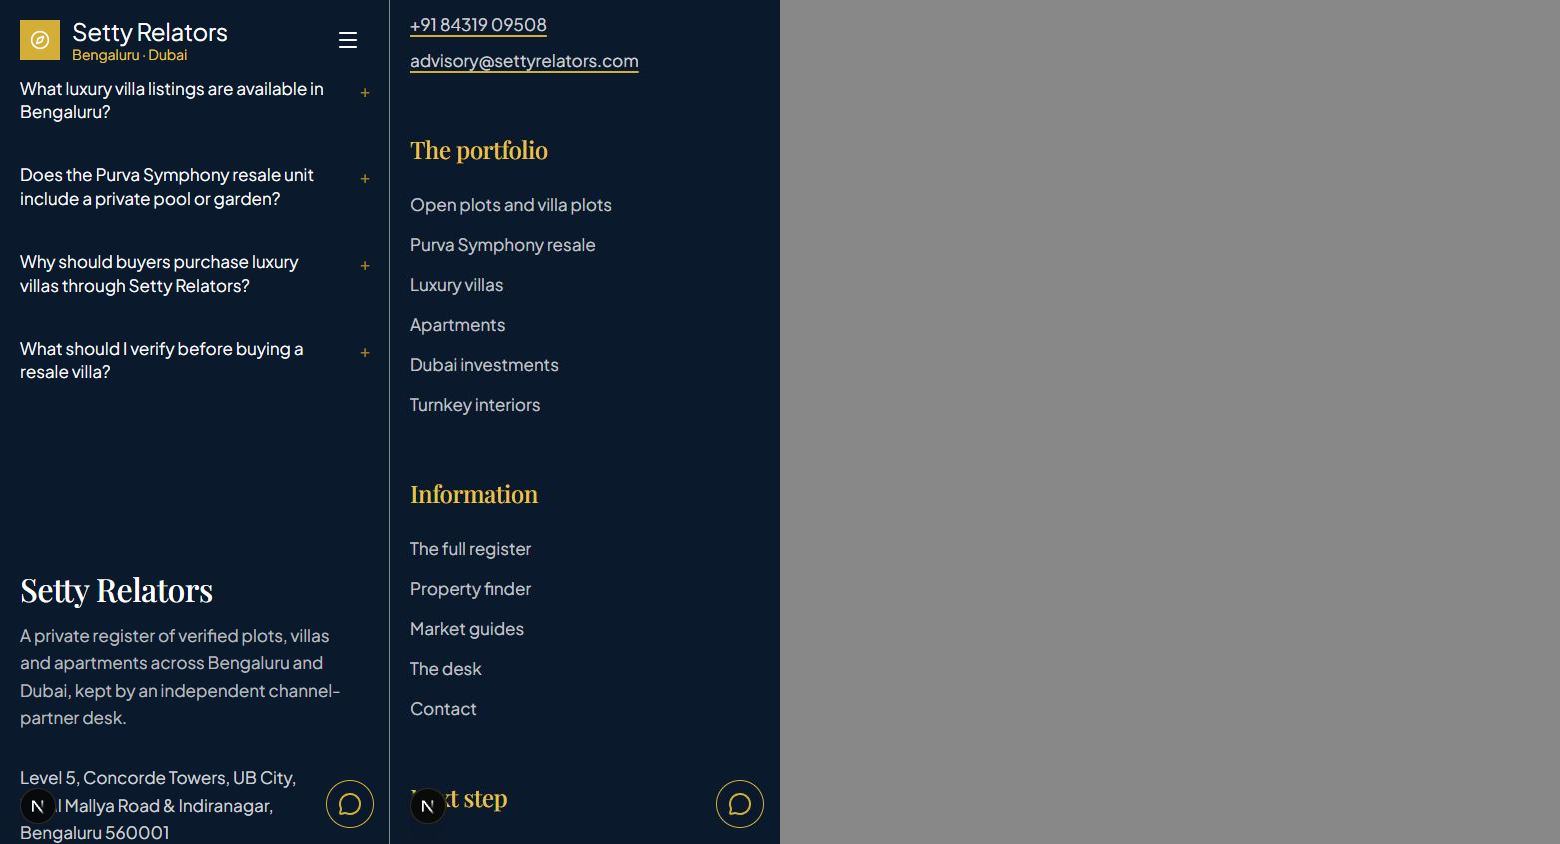 Setty Relators
Bengaluru · Dubai
What luxury villa listings are available in
Bengaluru?
+
Does the Purva Symphony resale unit
include a private pool or garden?
+
Why should buyers purchase luxury
villas through Setty Relators?
+
What should I verify before buying a
resale villa?
+
Setty Relators
A private register of verified plots, villas
and apartments across Bengaluru and
Dubai, kept by an independent channel-
partner desk.
Level 5, Concorde Towers, UB City,
N
Mallya Road & Indiranagar,
Bengaluru 560001
+91 84319 09508
advisory@settyrelators.com
The portfolio
Open plots and villa plots
Purva Symphony resale
Luxury villas
Apartments
Dubai investments
Turnkey interiors
Information
The full register
Property finder
Market guides
The desk
Contact
N
step